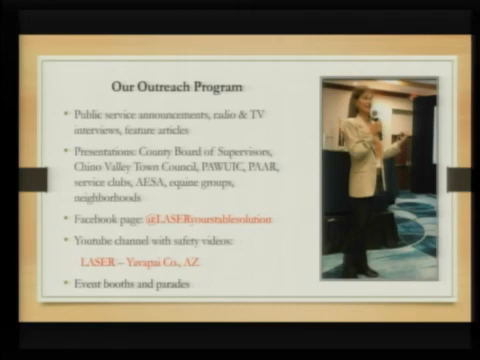 Our Outreach Program
Public service announcements, radio & TV
interviews, feature articles
Presentations: County Board of Supervisors,
Chino Valley Town Council, PAWUIC, PAAR,
service clubs, AESA, equine groups,
neighborhoods
Facebook page: @LASERyourstablesolution
Youtube channel with safety videos:
LASER – Yavapai Co., AZ
Event booths and parades